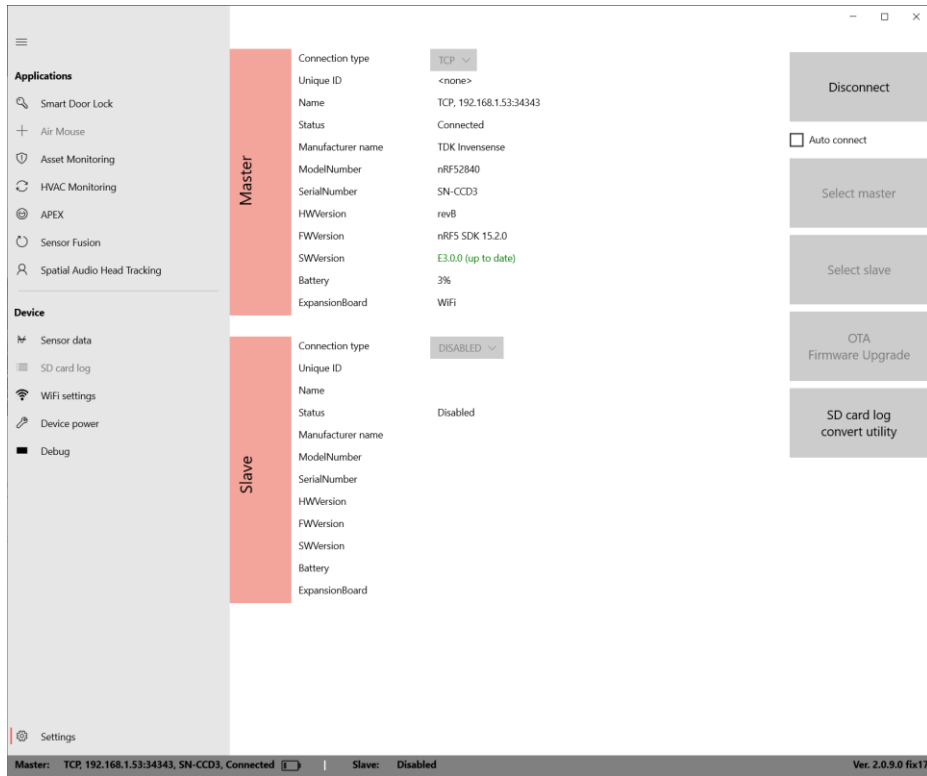 Applications
Smart Door Lock
Air Mouse
Asset Monitoring
HVAC Monitoring
APEX
Sensor Fusion
Spatial Audio Head Tracking
Device
Sensor data
SD card log
WiFi settings
Device power
Debug
Settings
Master
Connection type TCP
Unique ID <none>
Name TCP, 192.168.1.53:34343
Status Connected
Manufacturer name TDK Invensense
ModelNumber nRF52840
SerialNumber SN-CCD3
HWVersion revB
FWVersion nRF5 SDK 15.2.0
SWVersion E3.0.0 (up to date)
Battery 3%
ExpansionBoard WiFi
Slave
Connection type DISABLED
Unique ID
Name
Status Disabled
Manufacturer name
ModelNumber
SerialNumber
HWVersion
FWVersion
SWVersion
Battery
ExpansionBoard
Disconnect
Auto connect
Select master
Select slave
OTA
Firmware Upgrade
SD card log
convert utility
Master: TCP, 192.168.1.53:34343, SN-CCD3, Connected | Slave: Disabled Ver. 2.0.9.0 fix17